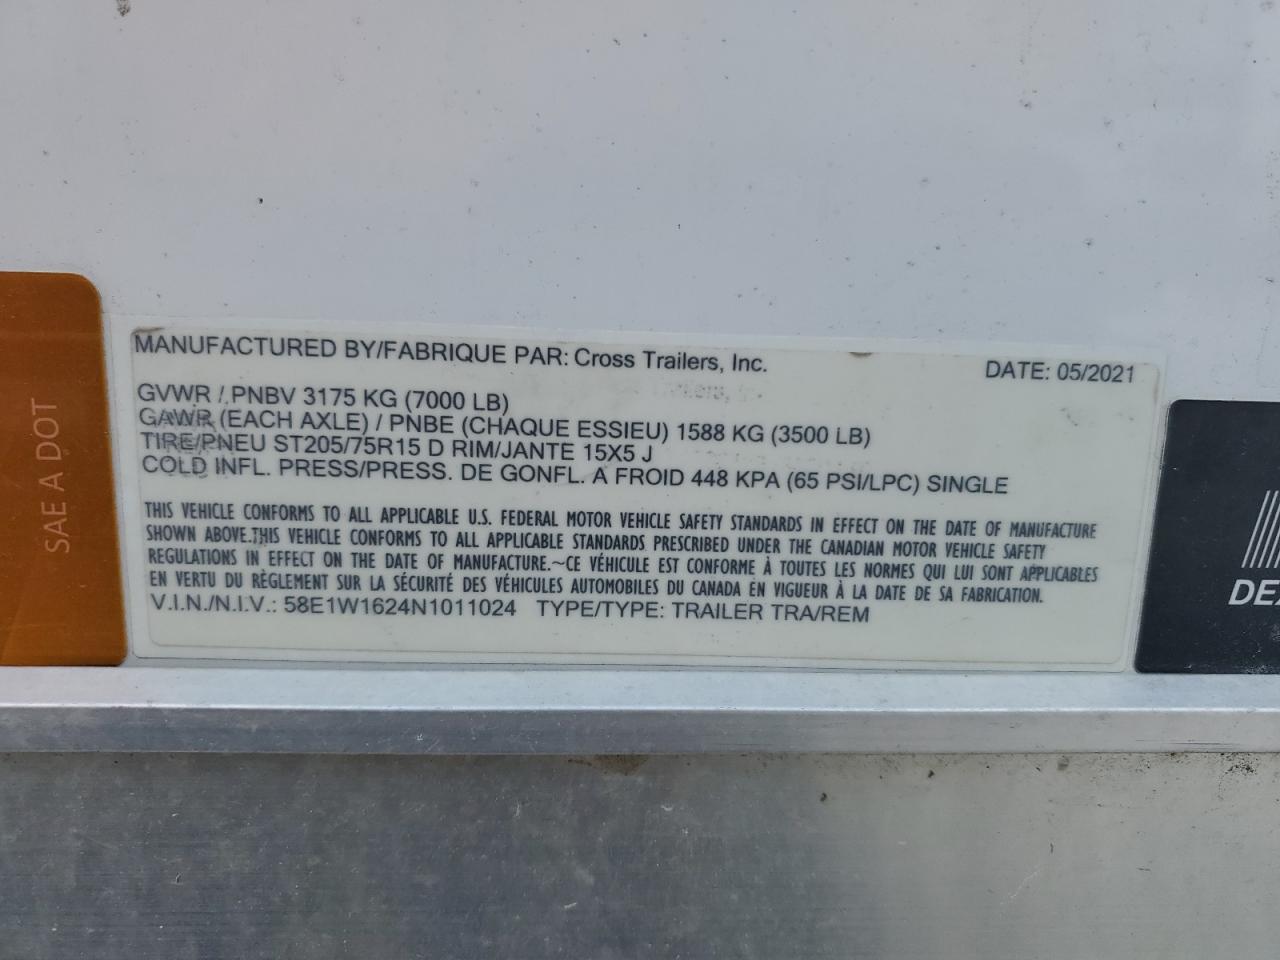 MANUFACTURED BY/FABRIQUE PAR: Cross Trailers, Inc. DATE: 05/2021
GVWR / PNBV 3175 KG (7000 LB)
GAWR (EACH AXLE) / PNBE (CHAQUE ESSIEU) 1588 KG (3500 LB)
TIRE/PNEU ST205/75R15 D RIM/JANTE 15X5 J
COLD INFL. PRESS/PRESS. DE GONFL. A FROID 448 KPA (65 PSI/LPC) SINGLE
THIS VEHICLE CONFORMS TO ALL APPLICABLE U.S. FEDERAL MOTOR VEHICLE SAFETY STANDARDS IN EFFECT ON THE DATE OF MANUFACTURE
SHOWN ABOVE.THIS VEHICLE CONFORMS TO ALL APPLICABLE STANDARDS PRESCRIBED UNDER THE CANADIAN MOTOR VEHICLE SAFETY
REGULATIONS IN EFFECT ON THE DATE OF MANUFACTURE.~CE VÉHICULE EST CONFORME À TOUTES LES NORMES QUI LUI SONT APPLICABLES
EN VERTU DU RÈGLEMENT SUR LA SÉCURITÉ DES VÉHICULES AUTOMOBILES DU CANADA EN VIGUEUR À LA DATE DE SA FABRICATION.
V.I.N./N.I.V.: 58E1W1624N1011024 TYPE/TYPE: TRAILER TRA/REM
SAE A DOT